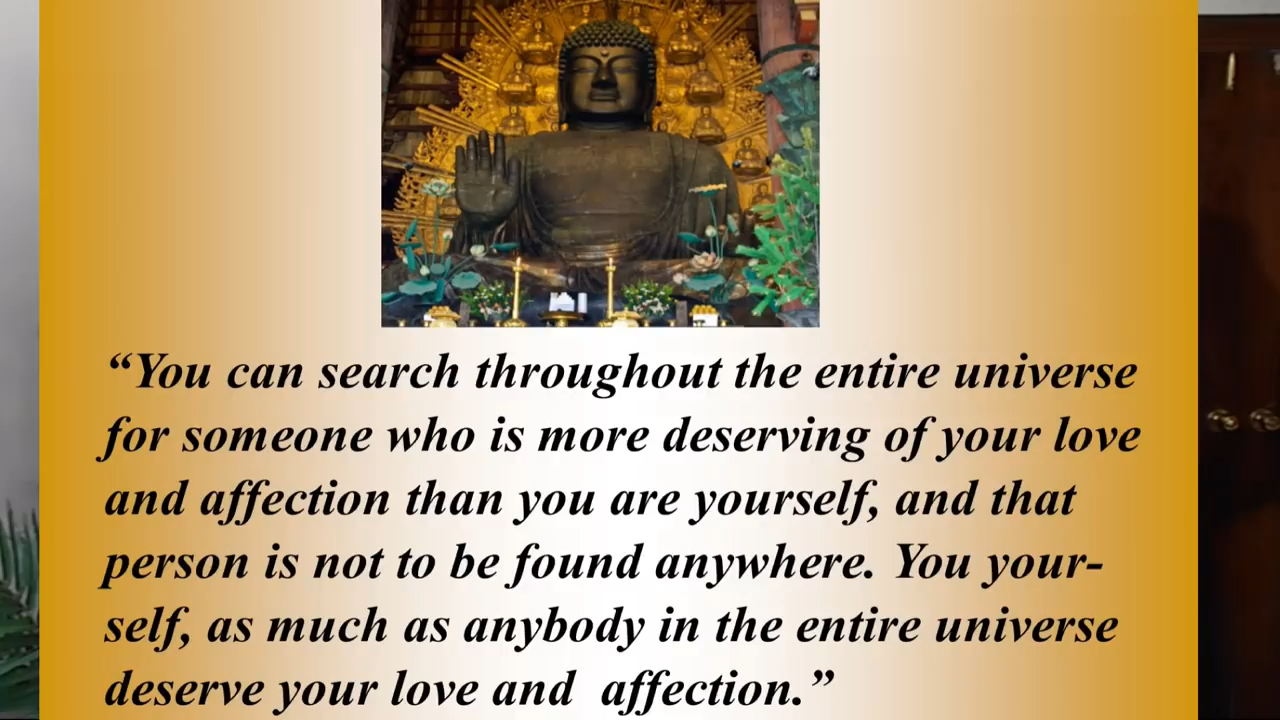 “You can search throughout the entire universe
for someone who is more deserving of your love
and affection than you are yourself, and that
person is not to be found anywhere. You your-
self, as much as anybody in the entire universe
deserve your love and  affection.”